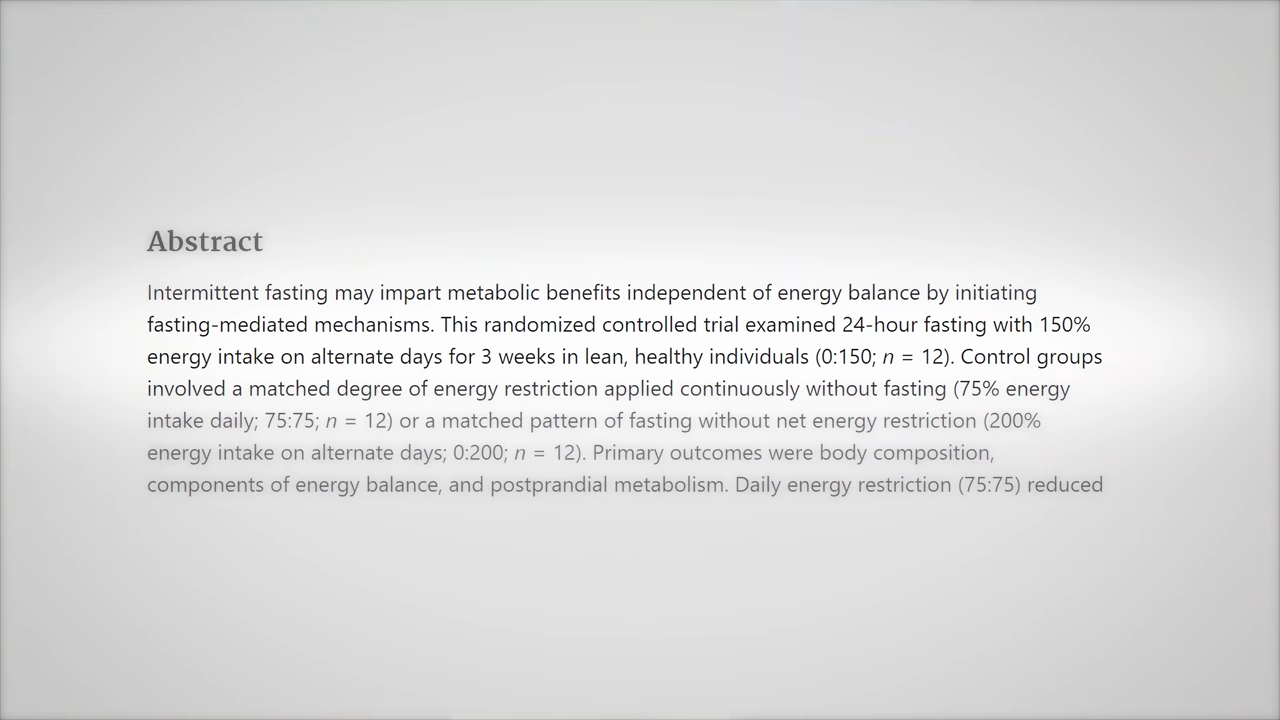 Abstract
Intermittent fasting may impart metabolic benefits independent of energy balance by initiating
fasting-mediated mechanisms. This randomized controlled trial examined 24-hour fasting with 150%
energy intake on alternate days for 3 weeks in lean, healthy individuals (0:150; n = 12). Control groups
involved a matched degree of energy restriction applied continuously without fasting (75% energy
intake daily; 75:75; n = 12) or a matched pattern of fasting without net energy restriction (200%
energy intake on alternate days; 0:200; n = 12). Primary outcomes were body composition,
components of energy balance, and postprandial metabolism. Daily energy restriction (75:75) reduced